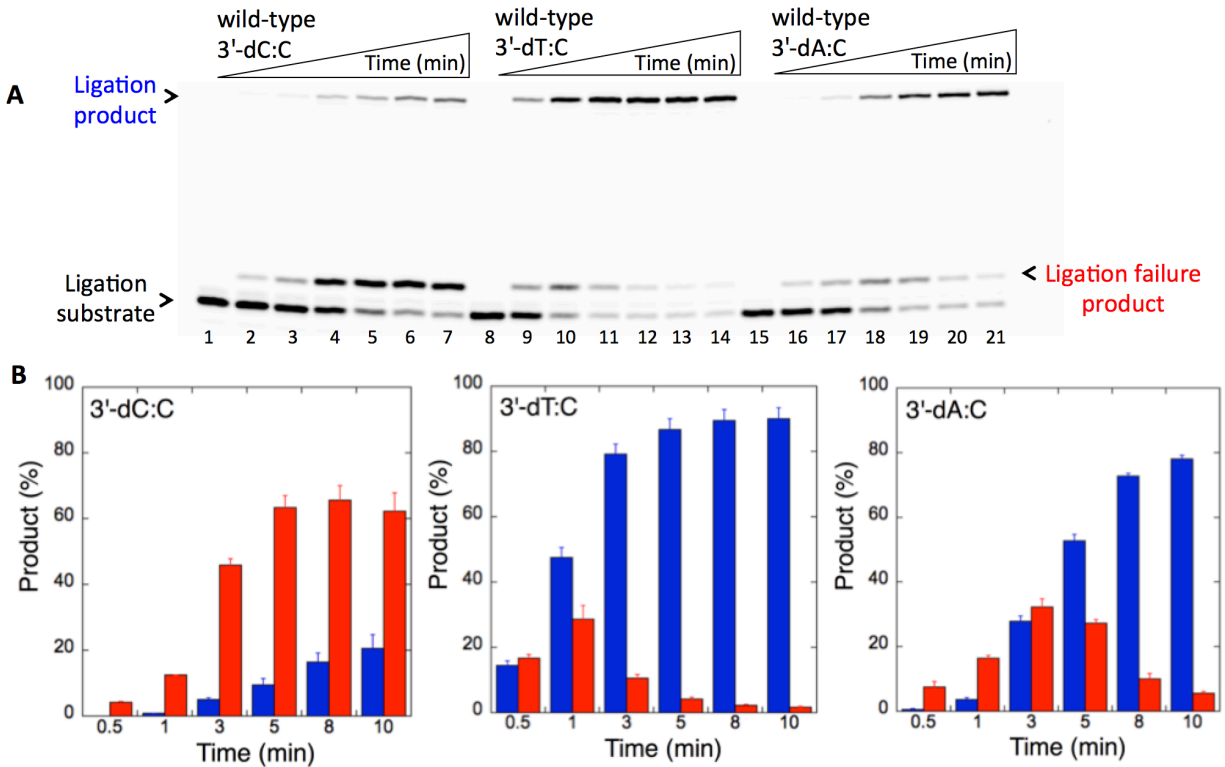 wild-type
3'-dC:C
Time (min)
wild-type
3'-dT:C
Time (min)
wild-type
3'-dA:C
Time (min)
A
Ligation
product
Ligation
substrate
Ligation failure
product
1 2 3 4 5 6 7 8 9 10 11 12 13 14 15 16 17 18 19 20 21
B
3'-dC:C
Product (%)
100
80
60
40
20
0
0.5 1 3 5 8 10
Time (min)
3'-dT:C
Product (%)
100
80
60
40
20
0
0.5 1 3 5 8 10
Time (min)
3'-dA:C
Product (%)
100
80
60
40
20
0
0.5 1 3 5 8 10
Time (min)